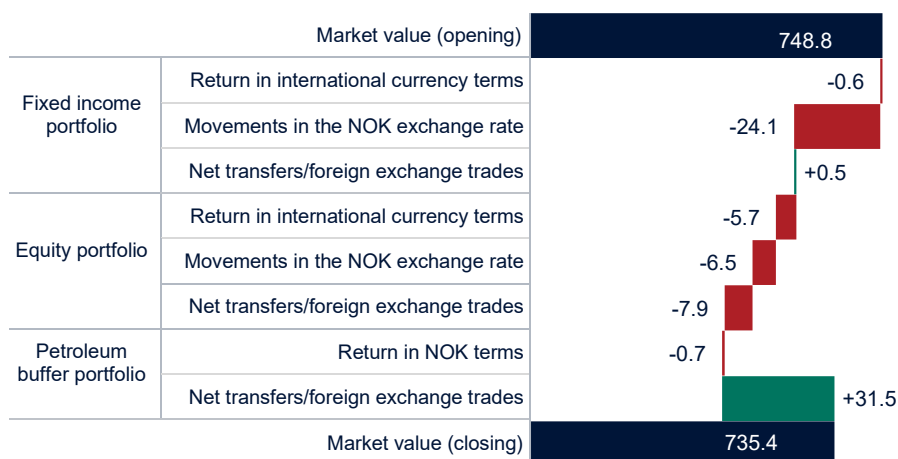 Market value (opening) 748.8
Fixed income
portfolio
Return in international currency terms -0.6
Movements in the NOK exchange rate -24.1
Net transfers/foreign exchange trades +0.5
Equity portfolio
Return in international currency terms -5.7
Movements in the NOK exchange rate -6.5
Net transfers/foreign exchange trades -7.9
Petroleum
buffer portfolio
Return in NOK terms -0.7
Net transfers/foreign exchange trades +31.5
Market value (closing) 735.4